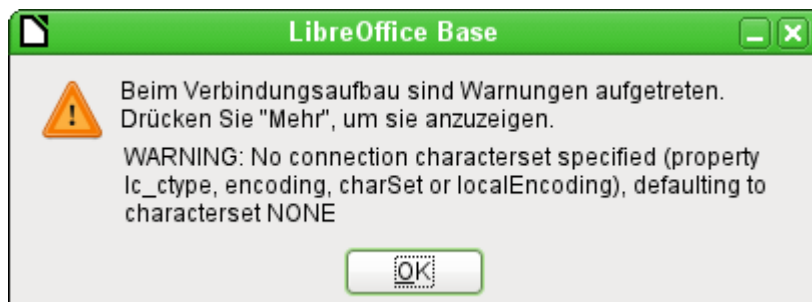 LibreOffice Base
Beim Verbindungsaufbau sind Warnungen aufgetreten.
Drücken Sie "Mehr", um sie anzuzeigen.
WARNING: No connection characterset specified (property
lc_ctype, encoding, charSet or localEncoding), defaulting to
characterset NONE
OK